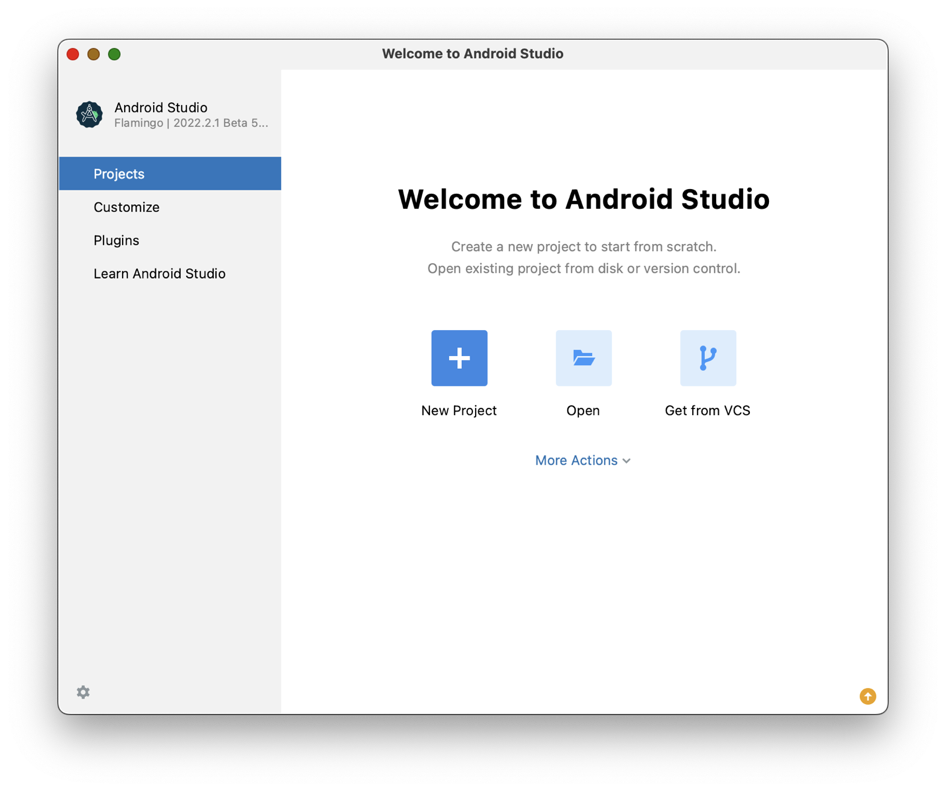 Welcome to Android Studio
Android Studio
Flamingo | 2022.2.1 Beta 5...
Projects
Customize
Plugins
Learn Android Studio
Welcome to Android Studio
Create a new project to start from scratch.
Open existing project from disk or version control.
New Project
Open
Get from VCS
More Actions